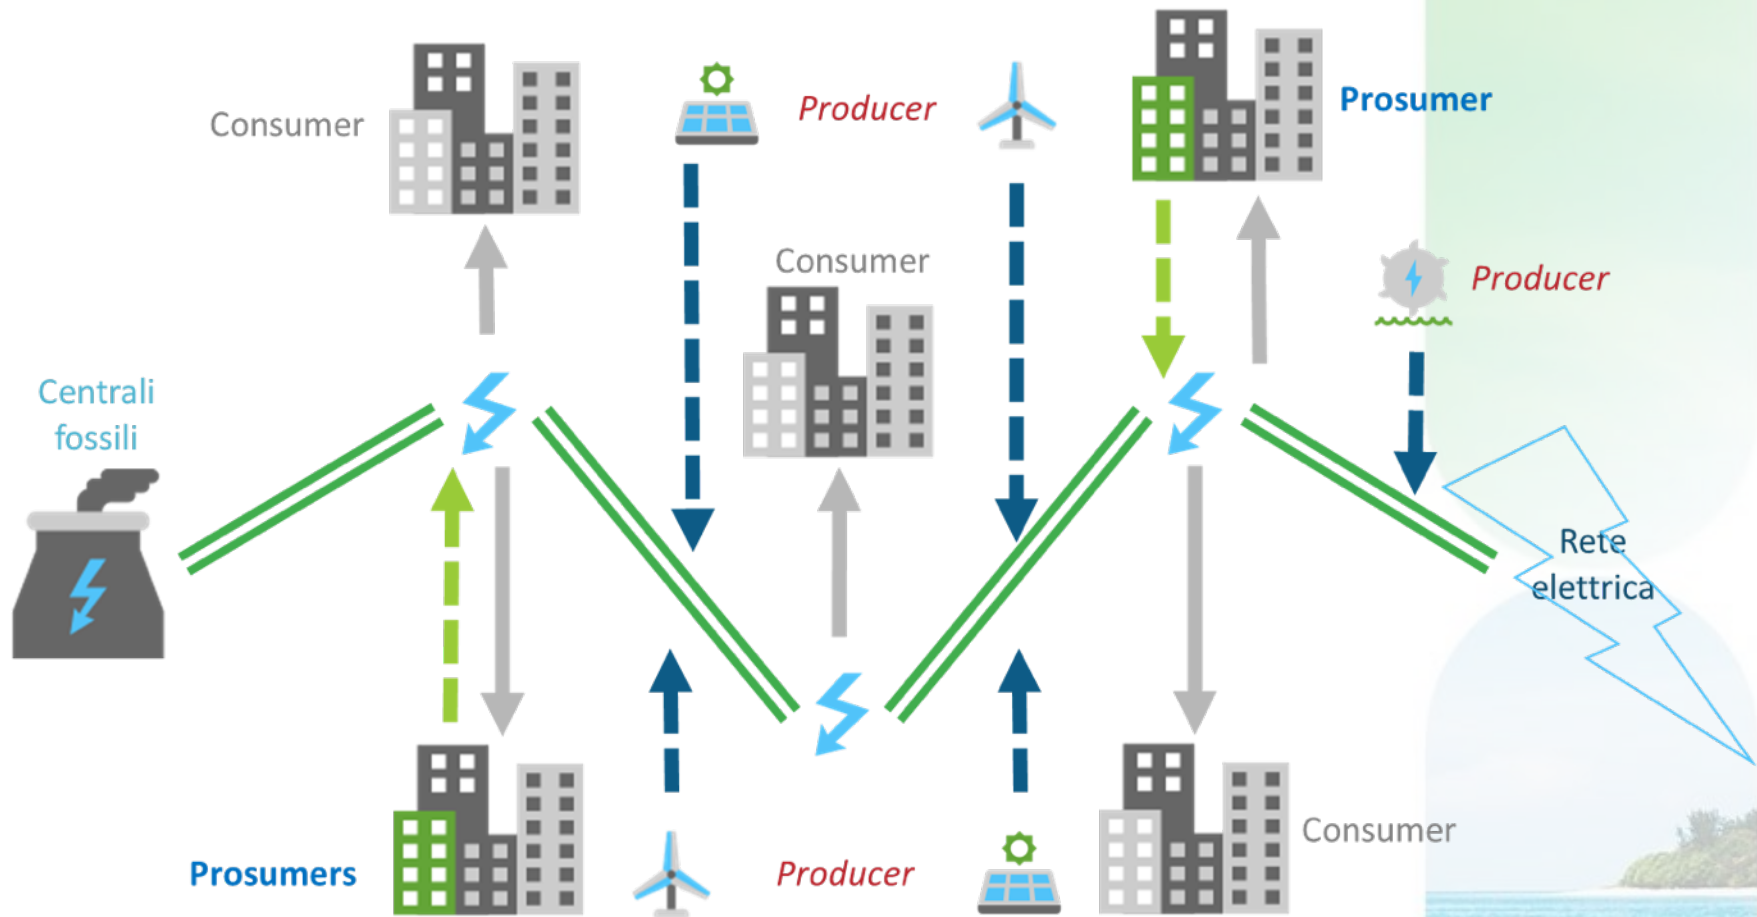 Prosumer
Producer
Consumer
Consumer
Producer
Centrali
fossili
Rete
elettrica
Consumer
Prosumers
Producer